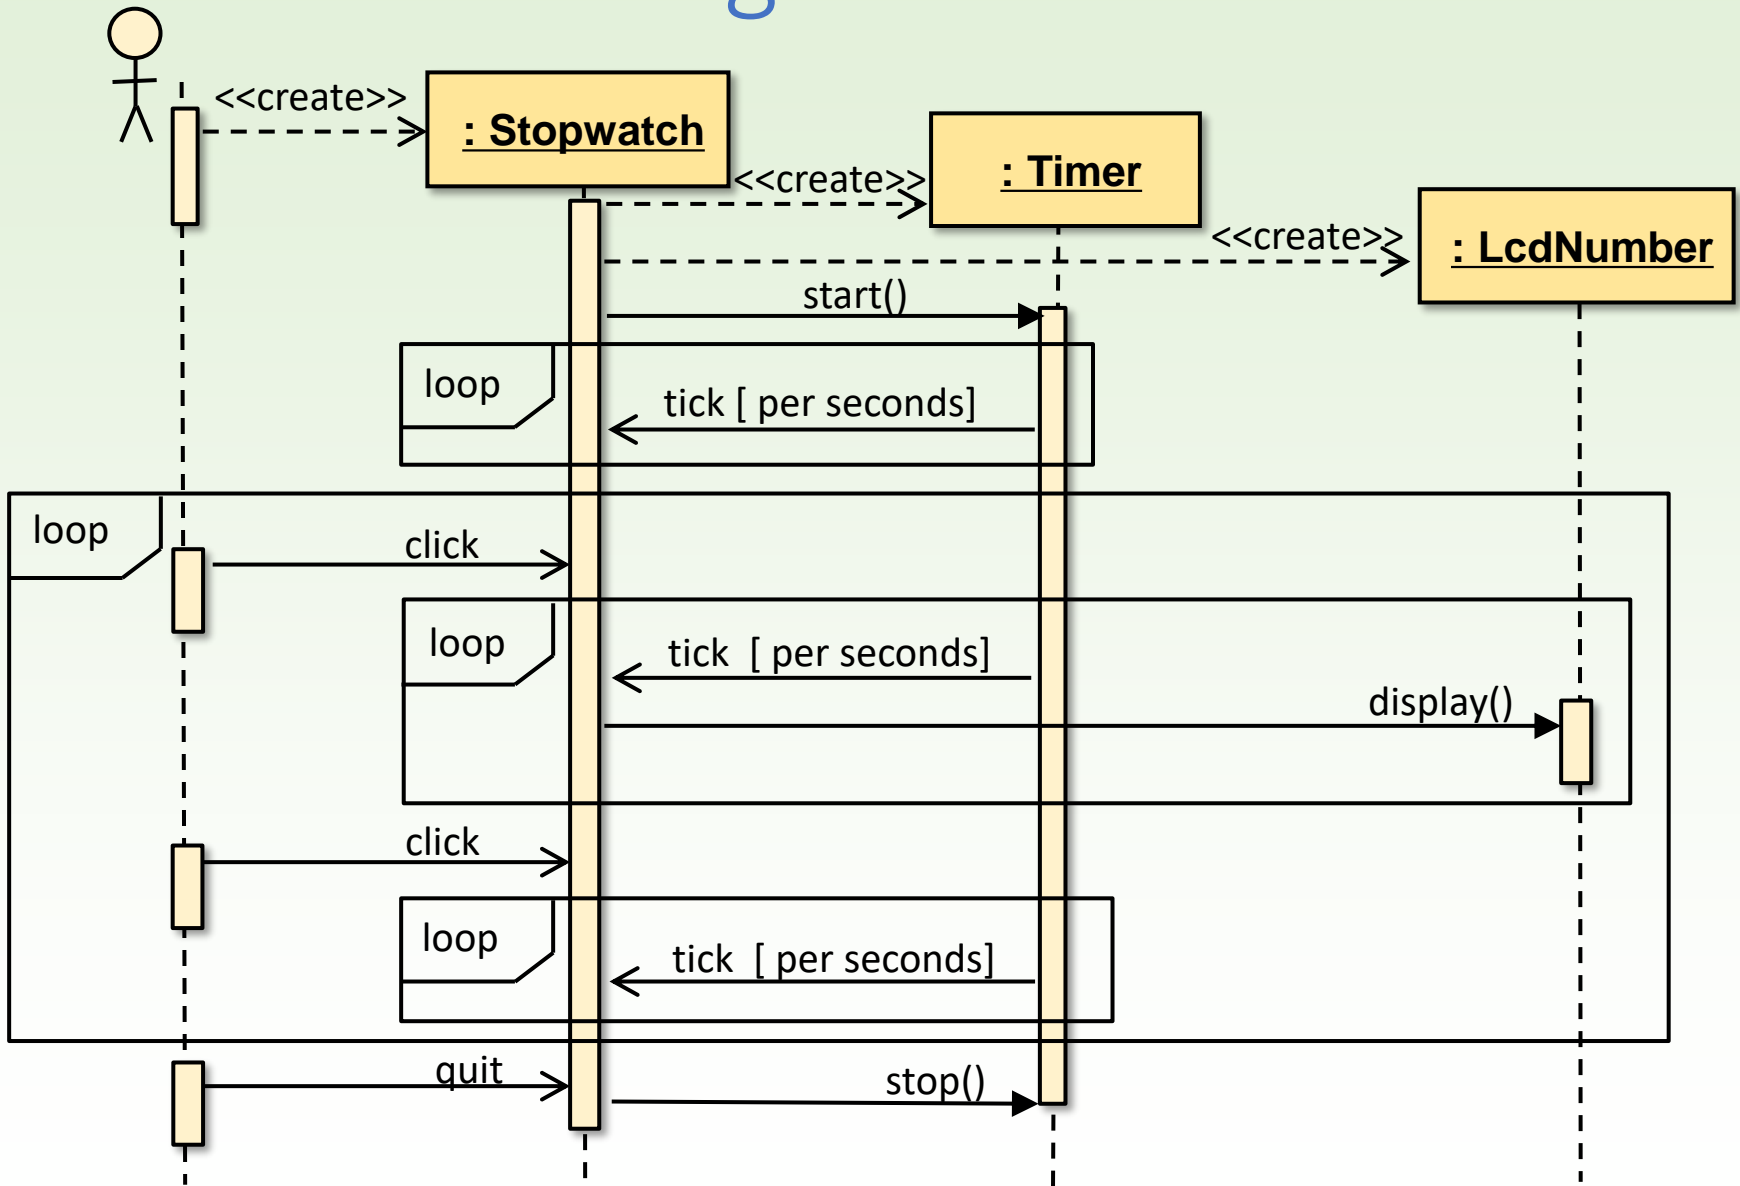 <<create>>
: Stopwatch
<<create>>
: Timer
<<create>>
: LcdNumber
start()
loop
tick [ per seconds]
loop
click
loop
tick [ per seconds]
display()
click
loop
tick [ per seconds]
quit
stop()